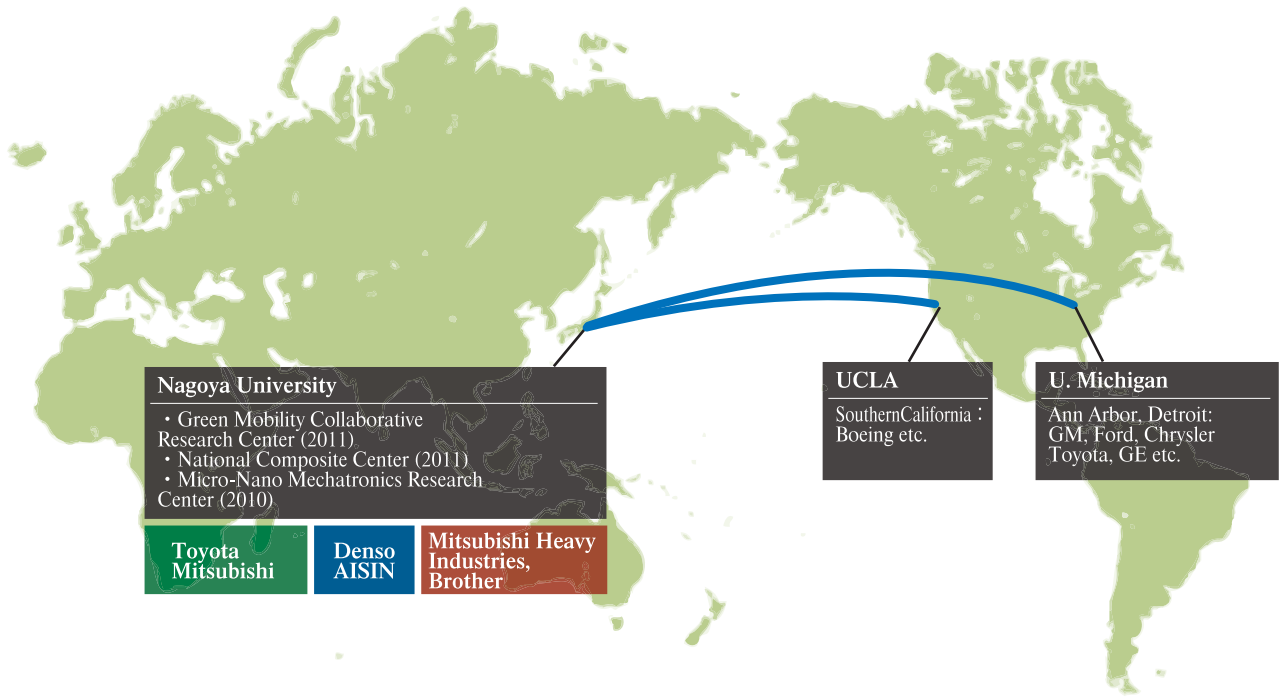 Nagoya University
・Green Mobility Collaborative
Research Center (2011)
・National Composite Center (2011)
・Micro-Nano Mechatronics Research
Center (2010)
Toyota
Mitsubishi
Denso
AISIN
Mitsubishi Heavy
Industries,
Brother
UCLA
SouthernCalifornia：
Boeing etc.
U. Michigan
Ann Arbor, Detroit:
GM, Ford, Chrysler
Toyota, GE etc.